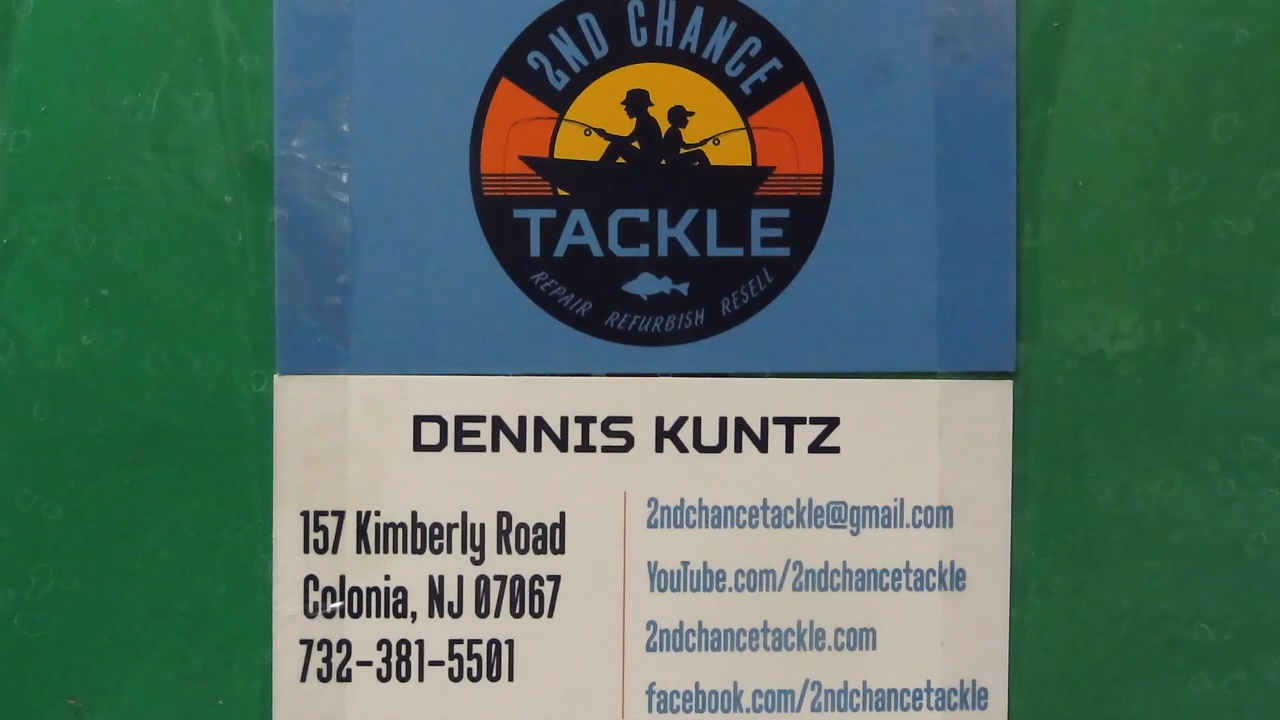 2ND CHANCE
TACKLE
REPAIR REFURBISH RESELL
DENNIS KUNTZ
157 Kimberly Road
Colonia, NJ 07067
732-381-5501
2ndchancetackle@gmail.com
YouTube.com/2ndchancetackle
2ndchancetackle.com
facebook.com/2ndchancetackle